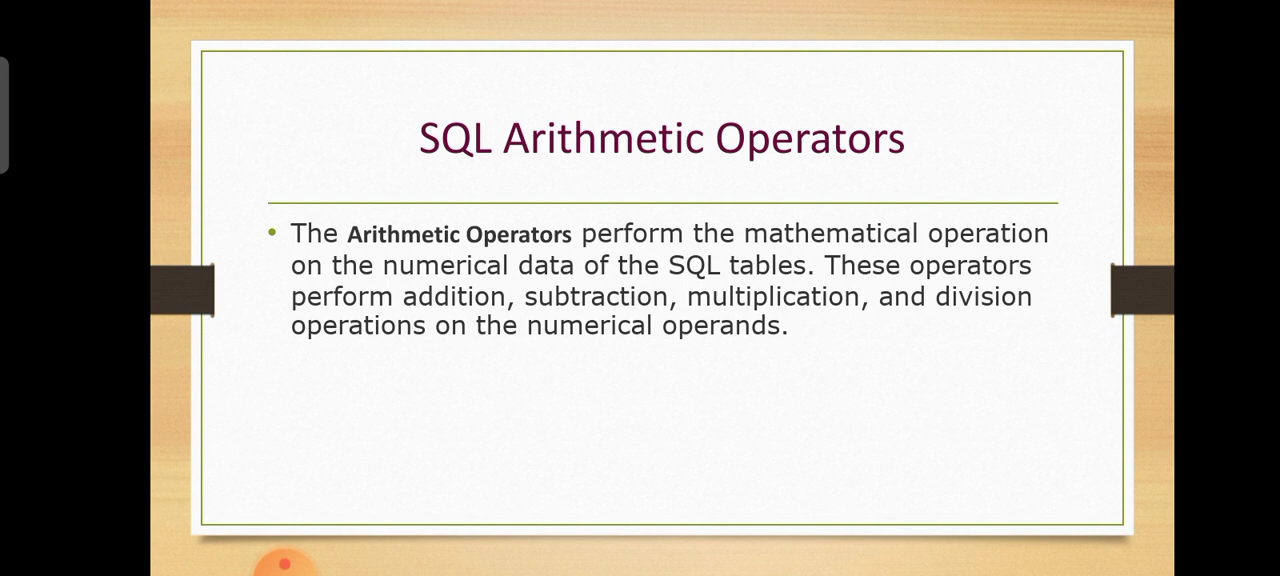 SQL Arithmetic Operators
• The Arithmetic Operators perform the mathematical operation
on the numerical data of the SQL tables. These operators
perform addition, subtraction, multiplication, and division
operations on the numerical operands.